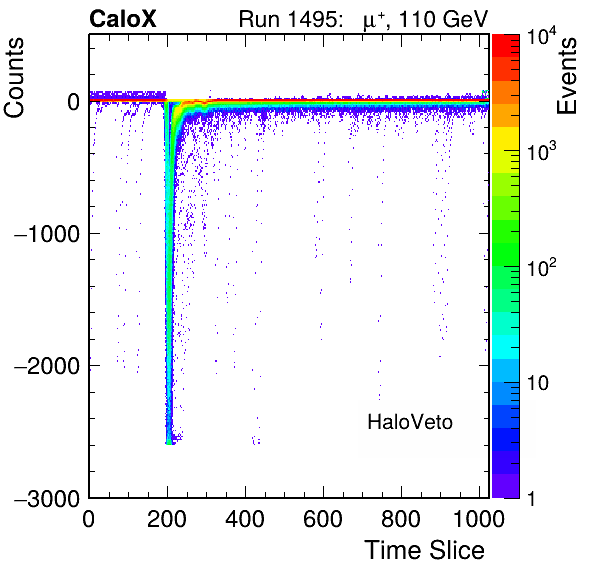 CaloX Run 1495: μ⁺, 110 GeV
Counts
Events
0
−1000
−2000
−3000
0 200 400 600 800 1000
Time Slice
HaloVeto
10⁴
10³
10²
10
1